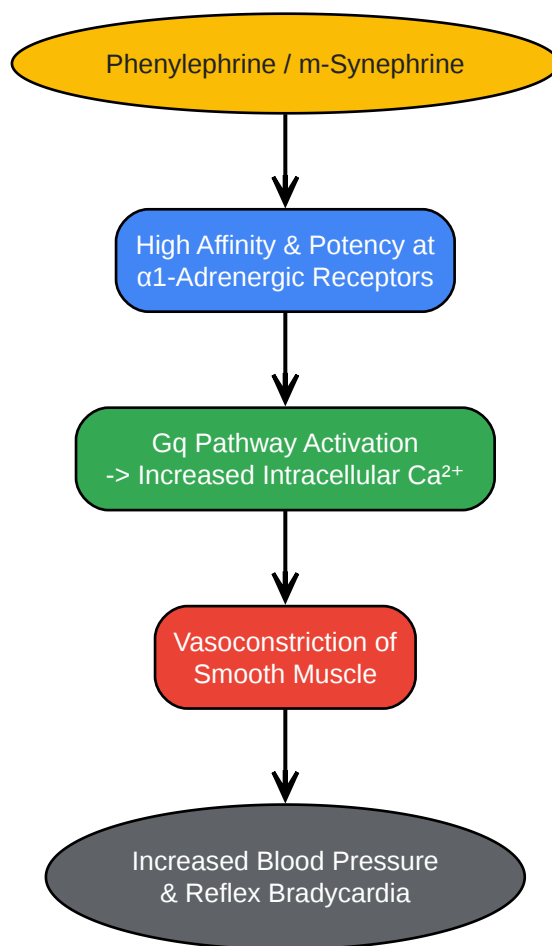 Phenylephrine / m-Synephrine
High Affinity & Potency at
α1-Adrenergic Receptors
Gq Pathway Activation
-> Increased Intracellular Ca²⁺
Vasoconstriction of
Smooth Muscle
Increased Blood Pressure
& Reflex Bradycardia